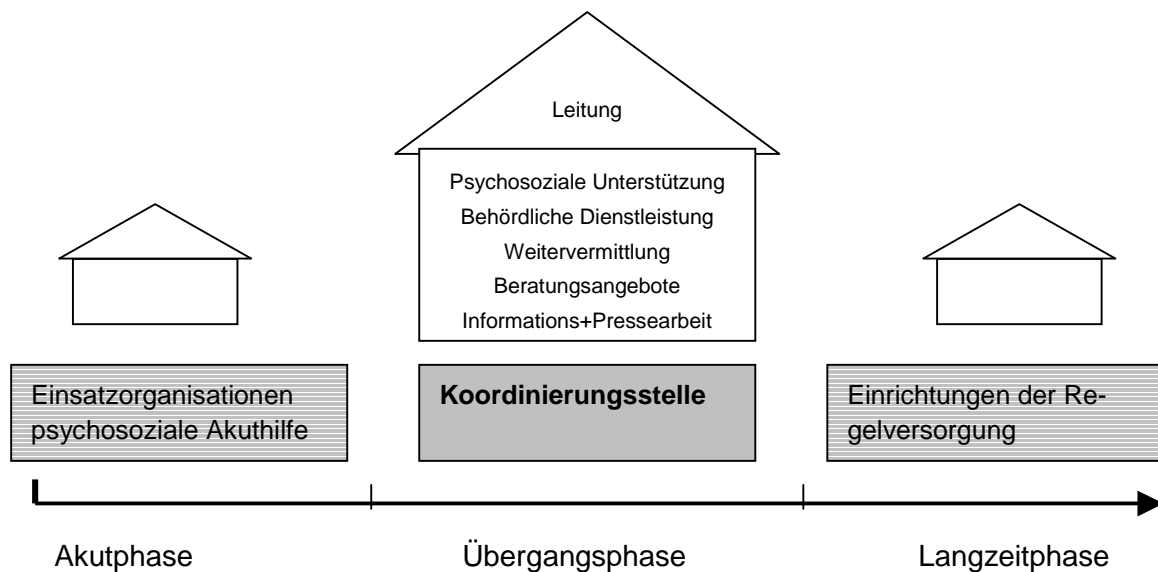 Leitung
Psychosoziale Unterstützung
Behördliche Dienstleistung
Weitervermittlung
Beratungsangebote
Informations+Pressearbeit
Einsatzorganisationen
psychosoziale Akuthilfe
Koordinierungsstelle
Einrichtungen der Re-
gelversorgung
Akutphase
Übergangsphase
Langzeitphase